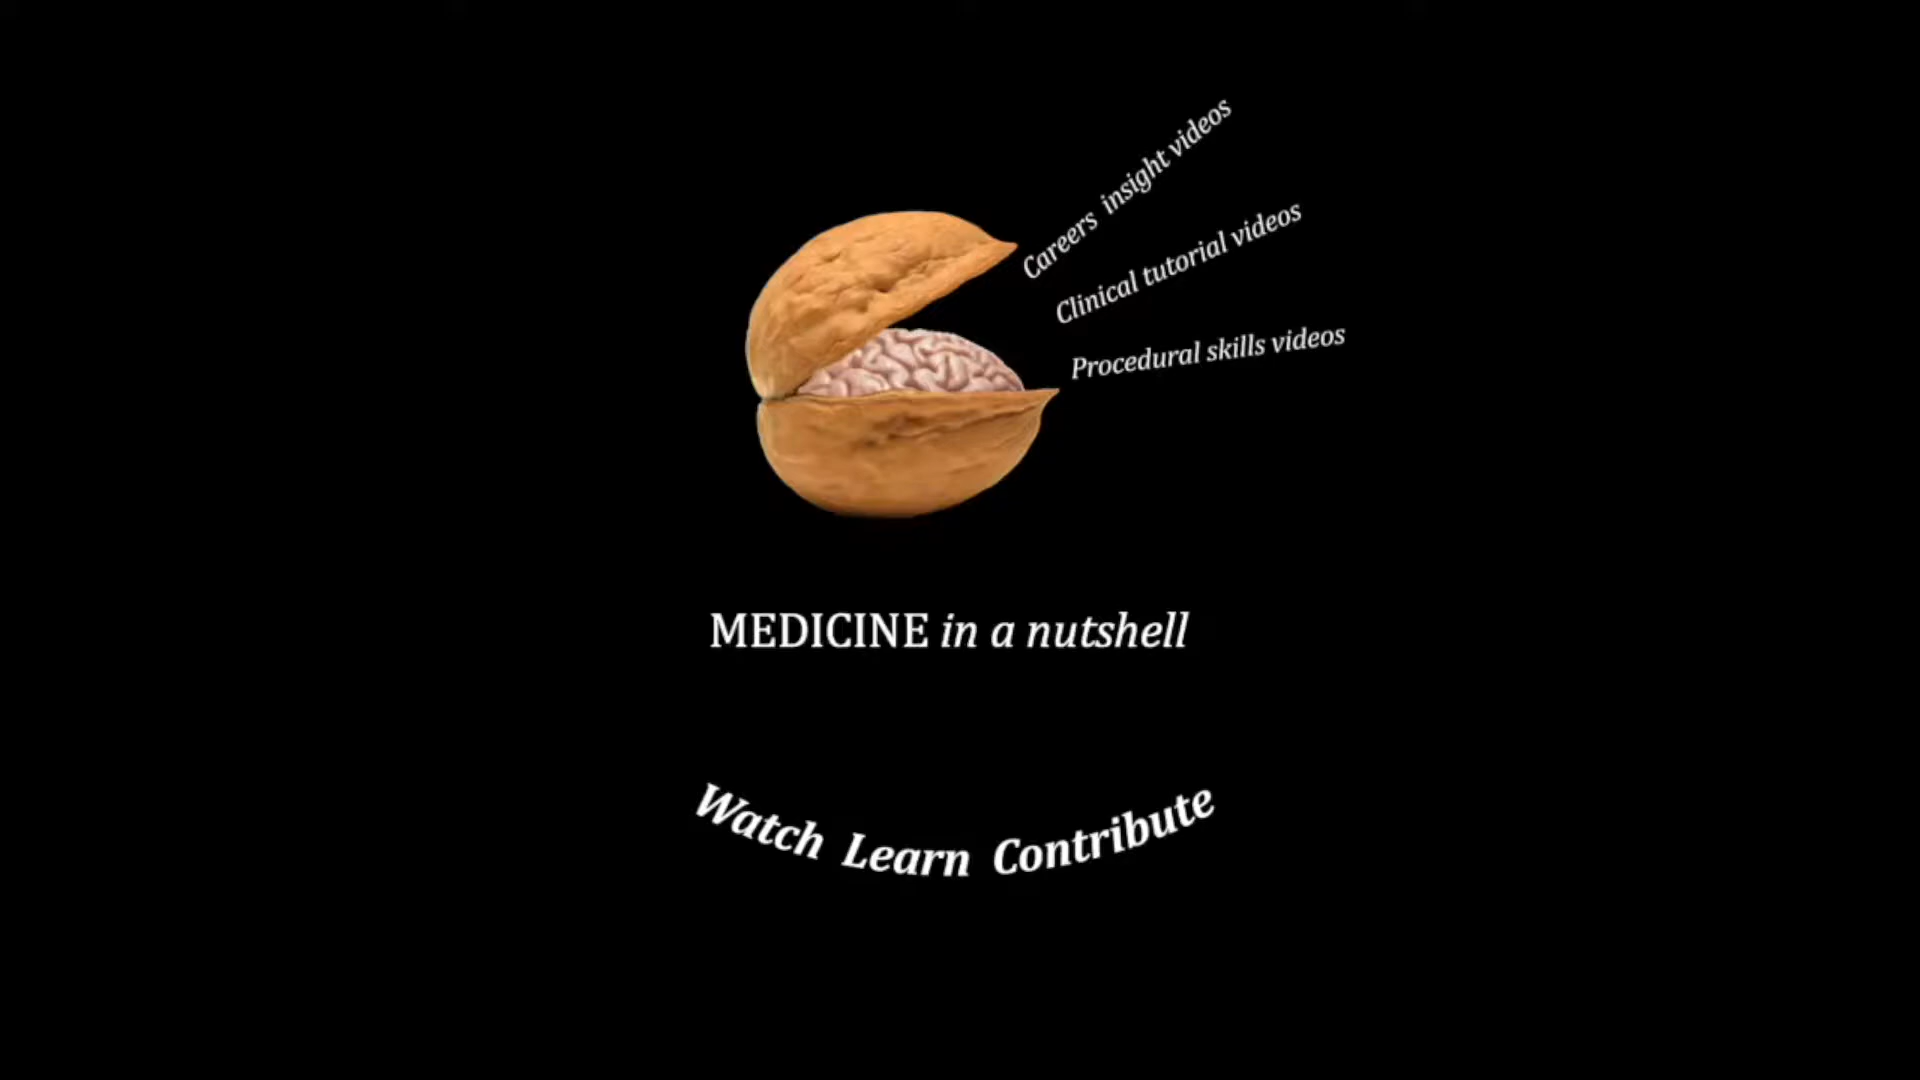 Careers insight videos
Clinical tutorial videos
Procedural skills videos
MEDICINE in a nutshell
Watch Learn Contribute